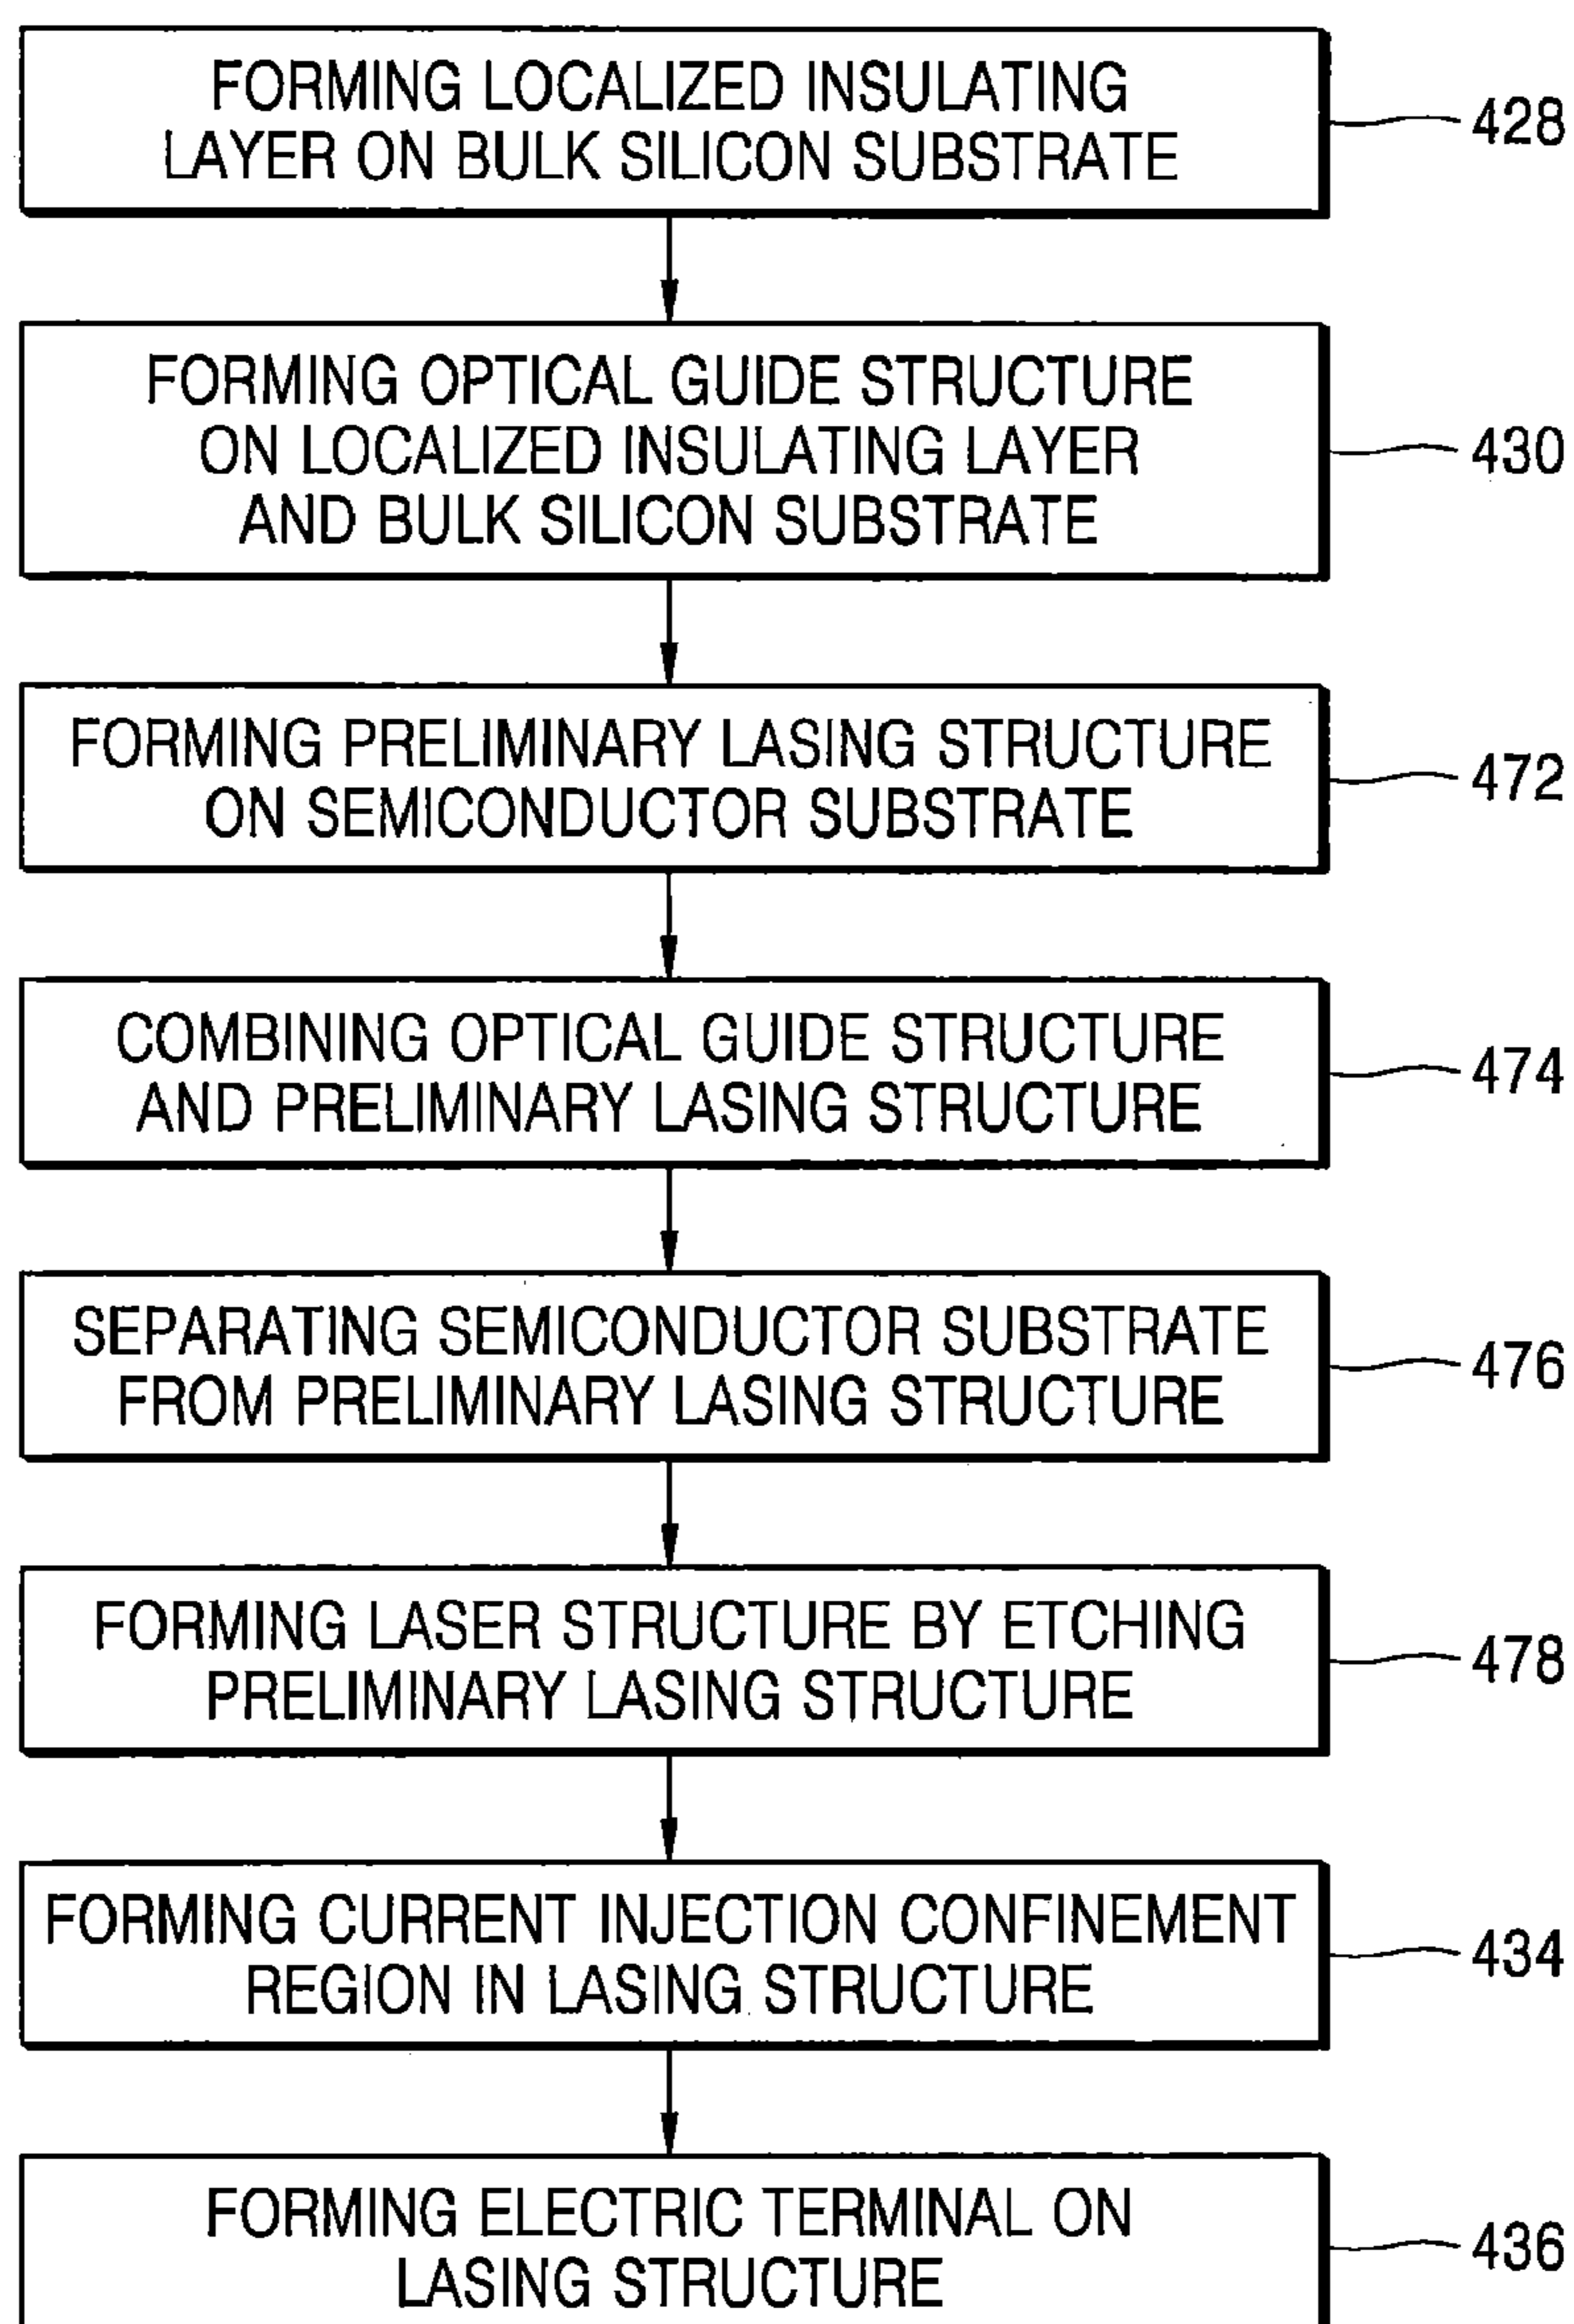 FORMING LOCALIZED INSULATING
LAYER ON BULK SILICON SUBSTRATE
428
FORMING OPTICAL GUIDE STRUCTURE
ON LOCALIZED INSULATING LAYER
AND BULK SILICON SUBSTRATE
430
FORMING PRELIMINARY LASING STRUCTURE
ON SEMICONDUCTOR SUBSTRATE
472
COMBINING OPTICAL GUIDE STRUCTURE
AND PRELIMINARY LASING STRUCTURE
474
SEPARATING SEMICONDUCTOR SUBSTRATE
FROM PRELIMINARY LASING STRUCTURE
476
FORMING LASER STRUCTURE BY ETCHING
PRELIMINARY LASING STRUCTURE
478
FORMING CURRENT INJECTION CONFINEMENT
REGION IN LASING STRUCTURE
434
FORMING ELECTRIC TERMINAL ON
LASING STRUCTURE
436